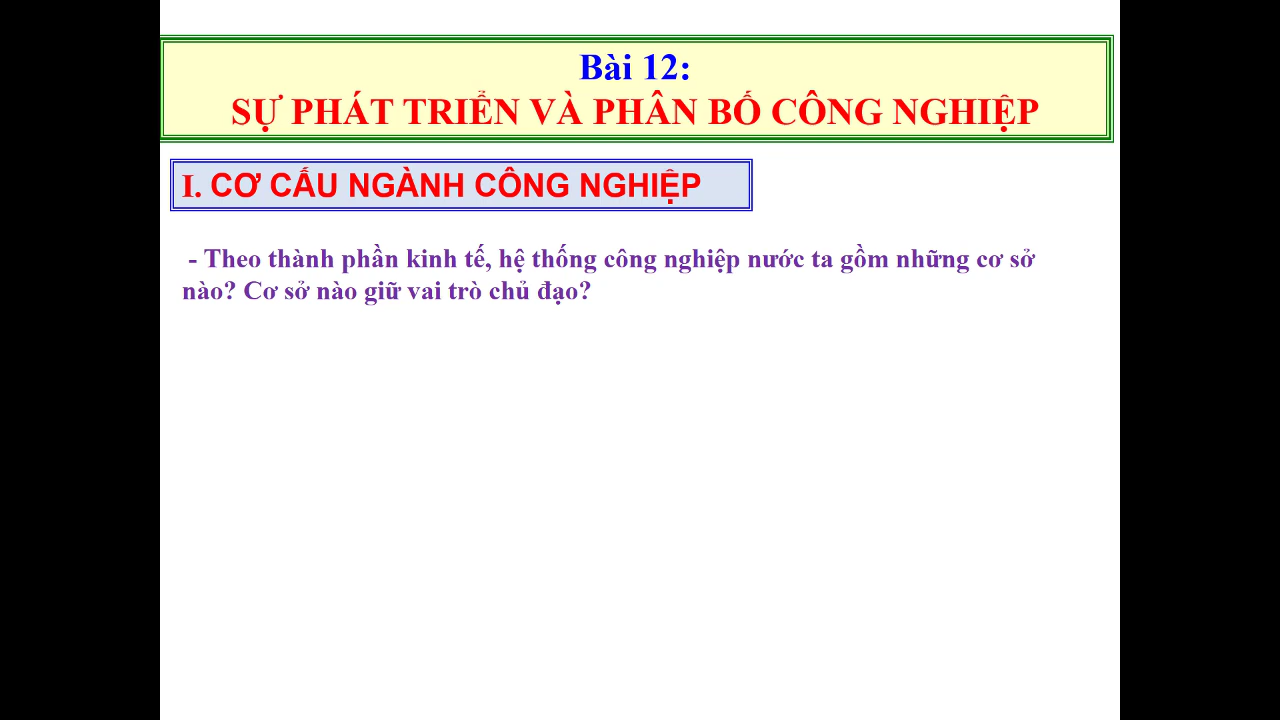 Bài 12:
SỰ PHÁT TRIỂN VÀ PHÂN BỐ CÔNG NGHIỆP
I. CƠ CẤU NGÀNH CÔNG NGHIỆP
- Theo thành phần kinh tế, hệ thống công nghiệp nước ta gồm những cơ sở
nào? Cơ sở nào giữ vai trò chủ đạo?